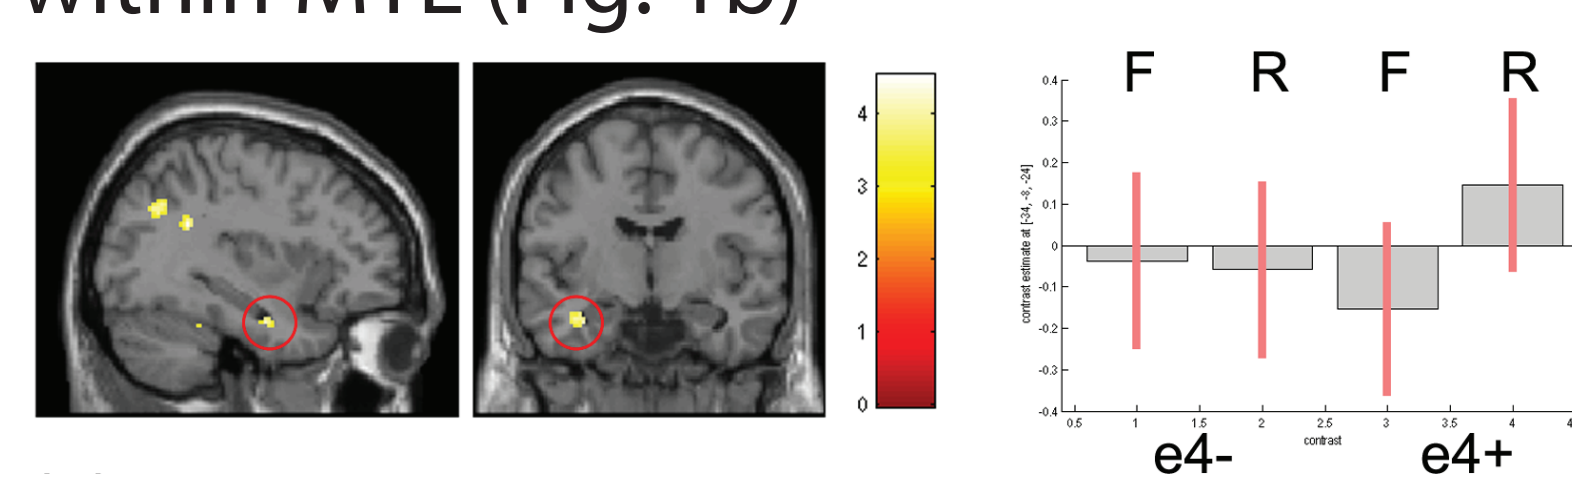 within MTL (Fig. 1b)
4
3
2
1
0
F R F R
contrast estimate at [-34, -8, -24]
0.4
0.3
0.2
0.1
0
-0.1
-0.2
-0.3
-0.4
0.5 1 1.5 2 2.5 3 3.5 4
contrast
e4- e4+